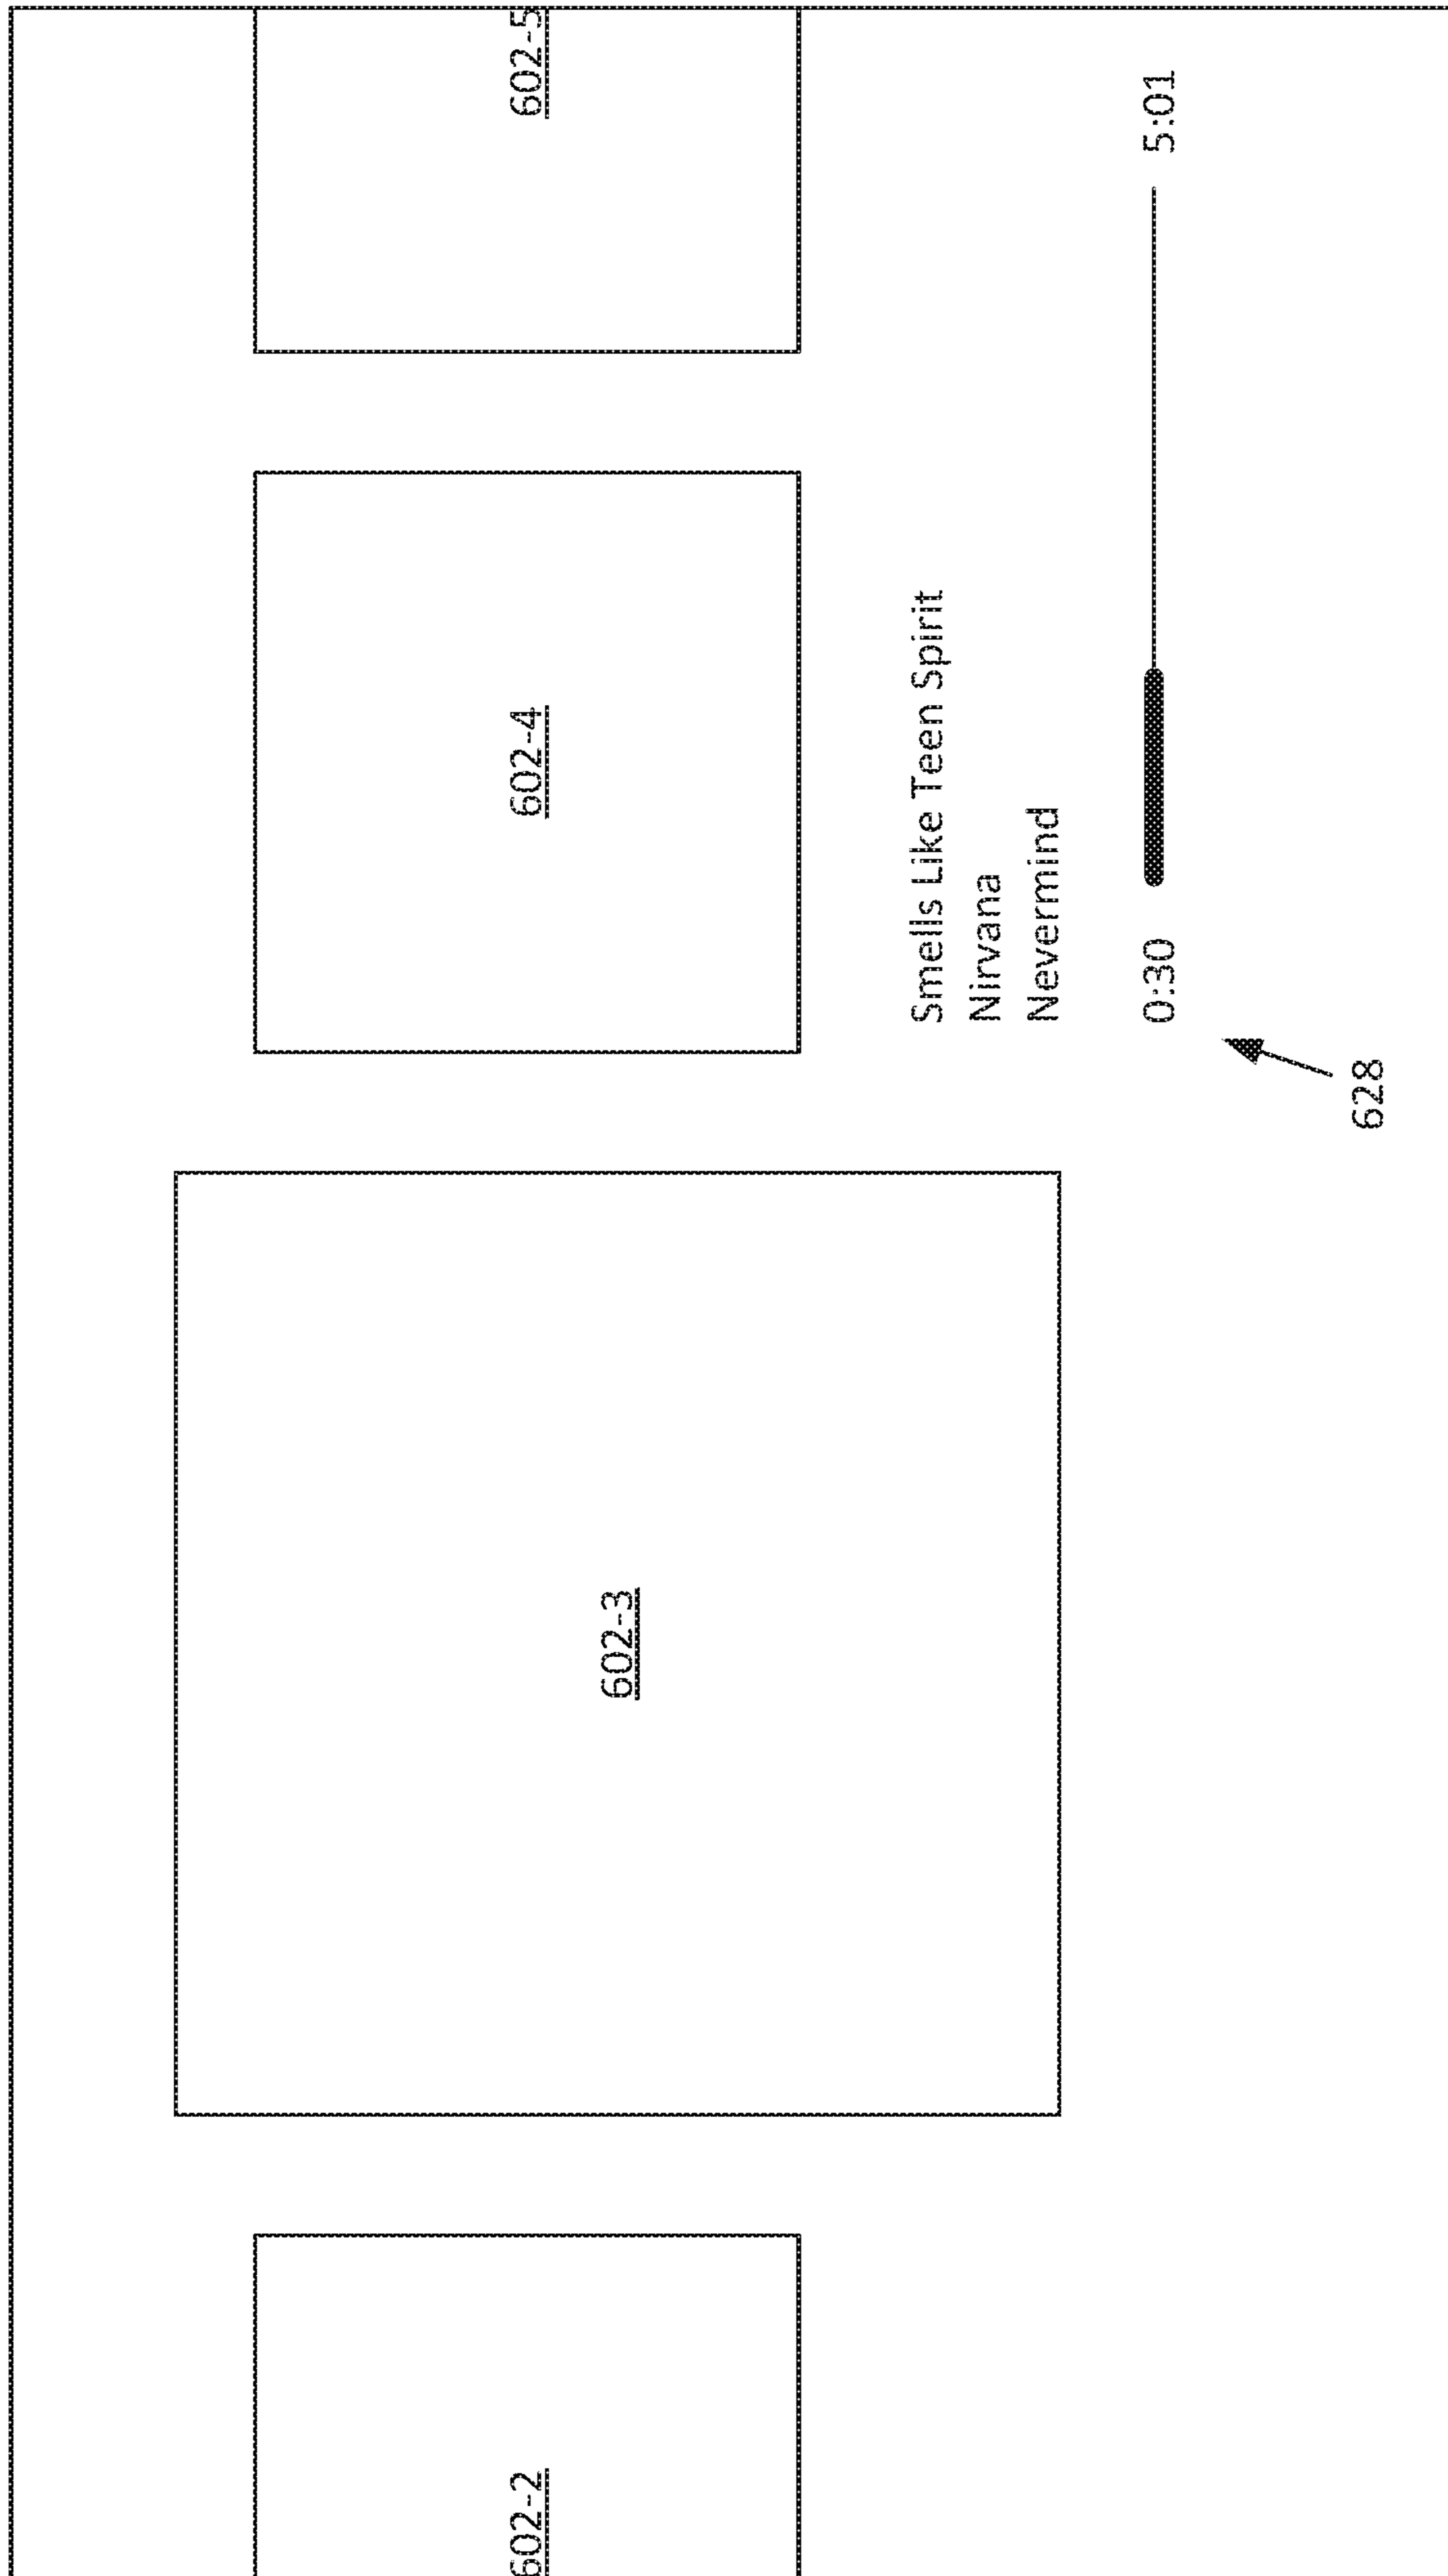 602-2
602-3
602-4
602-5
Smells Like Teen Spirit
Nirvana
Nevermind
0:30
5:01
628